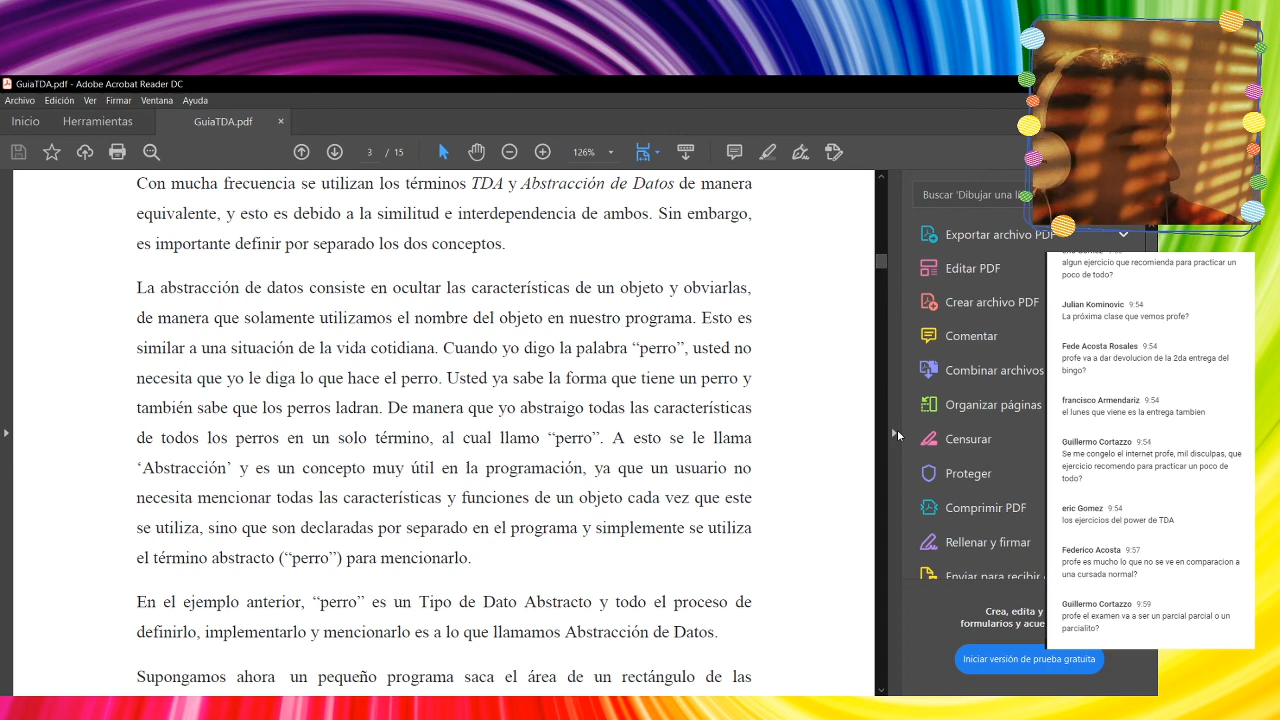 GuiaTDA.pdf - Adobe Acrobat Reader DC
Archivo Edición Ver Firmar Ventana Ayuda
Inicio Herramientas GuiaTDA.pdf ×
3 / 15 126%
Con mucha frecuencia se utilizan los términos TDA y Abstracción de Datos de manera
equivalente, y esto es debido a la similitud e interdependencia de ambos. Sin embargo,
es importante definir por separado los dos conceptos.
La abstracción de datos consiste en ocultar las características de un objeto y obviarlas,
de manera que solamente utilizamos el nombre del objeto en nuestro programa. Esto es
similar a una situación de la vida cotidiana. Cuando yo digo la palabra “perro”, usted no
necesita que yo le diga lo que hace el perro. Usted ya sabe la forma que tiene un perro y
también sabe que los perros ladran. De manera que yo abstraigo todas las características
de todos los perros en un solo término, al cual llamo “perro”. A esto se le llama
‘Abstracción’ y es un concepto muy útil en la programación, ya que un usuario no
necesita mencionar todas las características y funciones de un objeto cada vez que este
se utiliza, sino que son declaradas por separado en el programa y simplemente se utiliza
el término abstracto (“perro”) para mencionarlo.
En el ejemplo anterior, “perro” es un Tipo de Dato Abstracto y todo el proceso de
definirlo, implementarlo y mencionarlo es a lo que llamamos Abstracción de Datos.
Supongamos ahora un pequeño programa saca el área de un rectángulo de las
Buscar 'Dibujar una lí
Exportar archivo PDF
Editar PDF
Crear archivo PDF
Comentar
Combinar archivos
Organizar páginas
Censurar
Proteger
Comprimir PDF
Rellenar y firmar
Enviar para recibir
Crea, edita y
formularios y acue
Iniciar versión de prueba gratuita
algun ejercicio que recomienda para practicar un
poco de todo?
Julian Kominovic 9:54
La próxima clase que vemos profe?
Fede Acosta Rosales 9:54
profe va a dar devolucion de la 2da entrega del
bingo?
francisco Armendariz 9:54
el lunes que viene es la entrega tambien
Guillermo Cortazzo 9:54
Se me congelo el internet profe, mil disculpas, que
ejercicio recomendo para practicar un poco de
todo?
eric Gomez 9:54
los ejercicios del power de TDA
Federico Acosta 9:57
profe es mucho lo que no se ve en comparacion a
una cursada normal?
Guillermo Cortazzo 9:59
profe el examen va a ser un parcial parcial o un
parcialito?